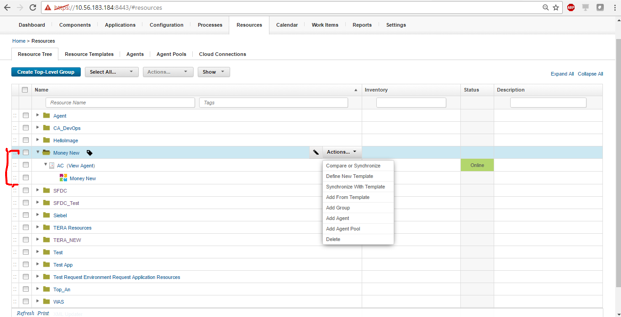 https://10.56.183.184:8443/#resources
Dashboard Components Applications Configuration Processes Resources Calendar Work Items Reports Settings
Home » Resources
Resource Tree Resource Templates Agents Agent Pools Cloud Connections
Create Top-Level Group Select All... Actions... Show Expand All Collapse All
Name Inventory Status Description
Resource Name Tags
Agent
CA_DevOps
HelloImage
Money New Actions...
AC (View Agent) Compare or Synchronize Online
Define New Template
Money New
Synchronize With Template
SFDC Add From Template
SFDC_Test Add Group
Siebel Add Agent
TERA Resources Add Agent Pool
TERA_NEW Delete
Test
Test App
Test Request Environment Request Application Resources
Top_Air
WAS
Refresh Print